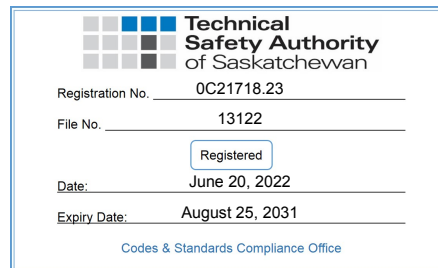 Technical
Safety Authority
of Saskatchewan
Registration No. 0C21718.23
File No. 13122
Registered
Date: June 20, 2022
Expiry Date: August 25, 2031
Codes & Standards Compliance Office